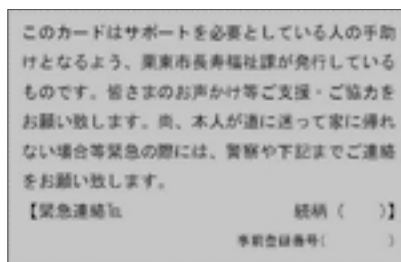 このカードはサポートを必要としている人の手助
けとなるよう、栗東市長寿福祉課が発行している
ものです。皆さまのお声かけ等ご支援・ご協力を
お願い致します。尚、本人が道に迷って家に帰れ
ない場合等緊急の際には、警察や下記までご連絡
をお願い致します。
【緊急連絡℡　　　　　　　　続柄（　　）】
事前登録番号（　　　　）